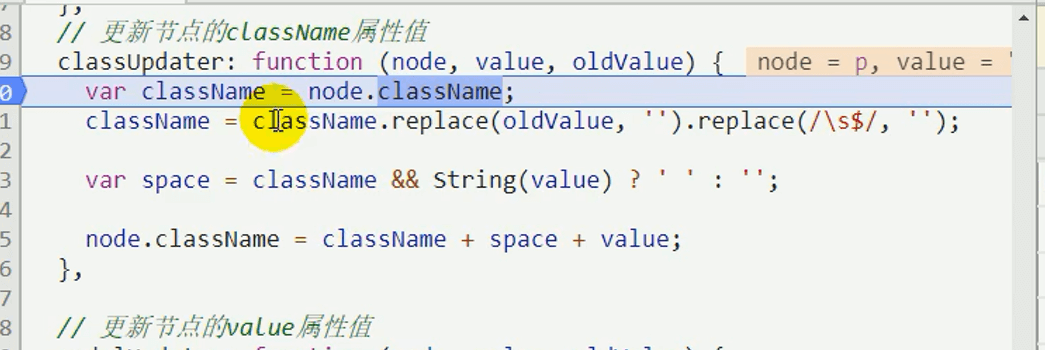 },
8 // 更新节点的className属性值
9 classUpdater: function (node, value, oldValue) { node = p, value =
0 var className = node.className;
1 className = className.replace(oldValue, '').replace(/\s$/, '');
2
3 var space = className && String(value) ? ' ' : '';
4
5 node.className = className + space + value;
6 },
7
8 // 更新节点的value属性值